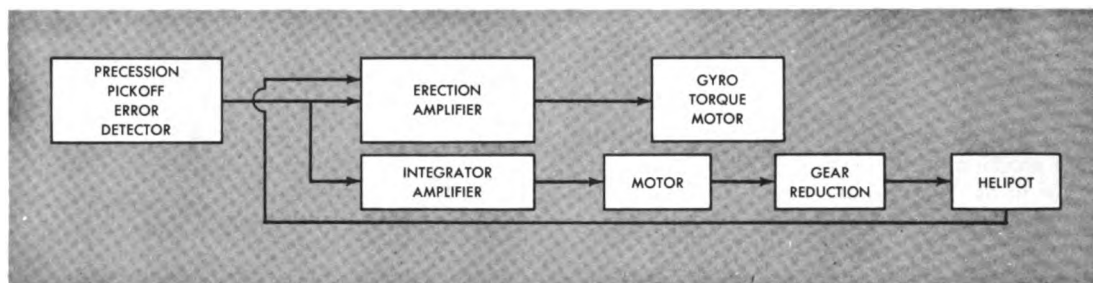 PRECESSION
PICKOFF
ERROR
DETECTOR
ERECTION
AMPLIFIER
GYRO
TORQUE
MOTOR
INTEGRATOR
AMPLIFIER
MOTOR
GEAR
REDUCTION
HELIPOT